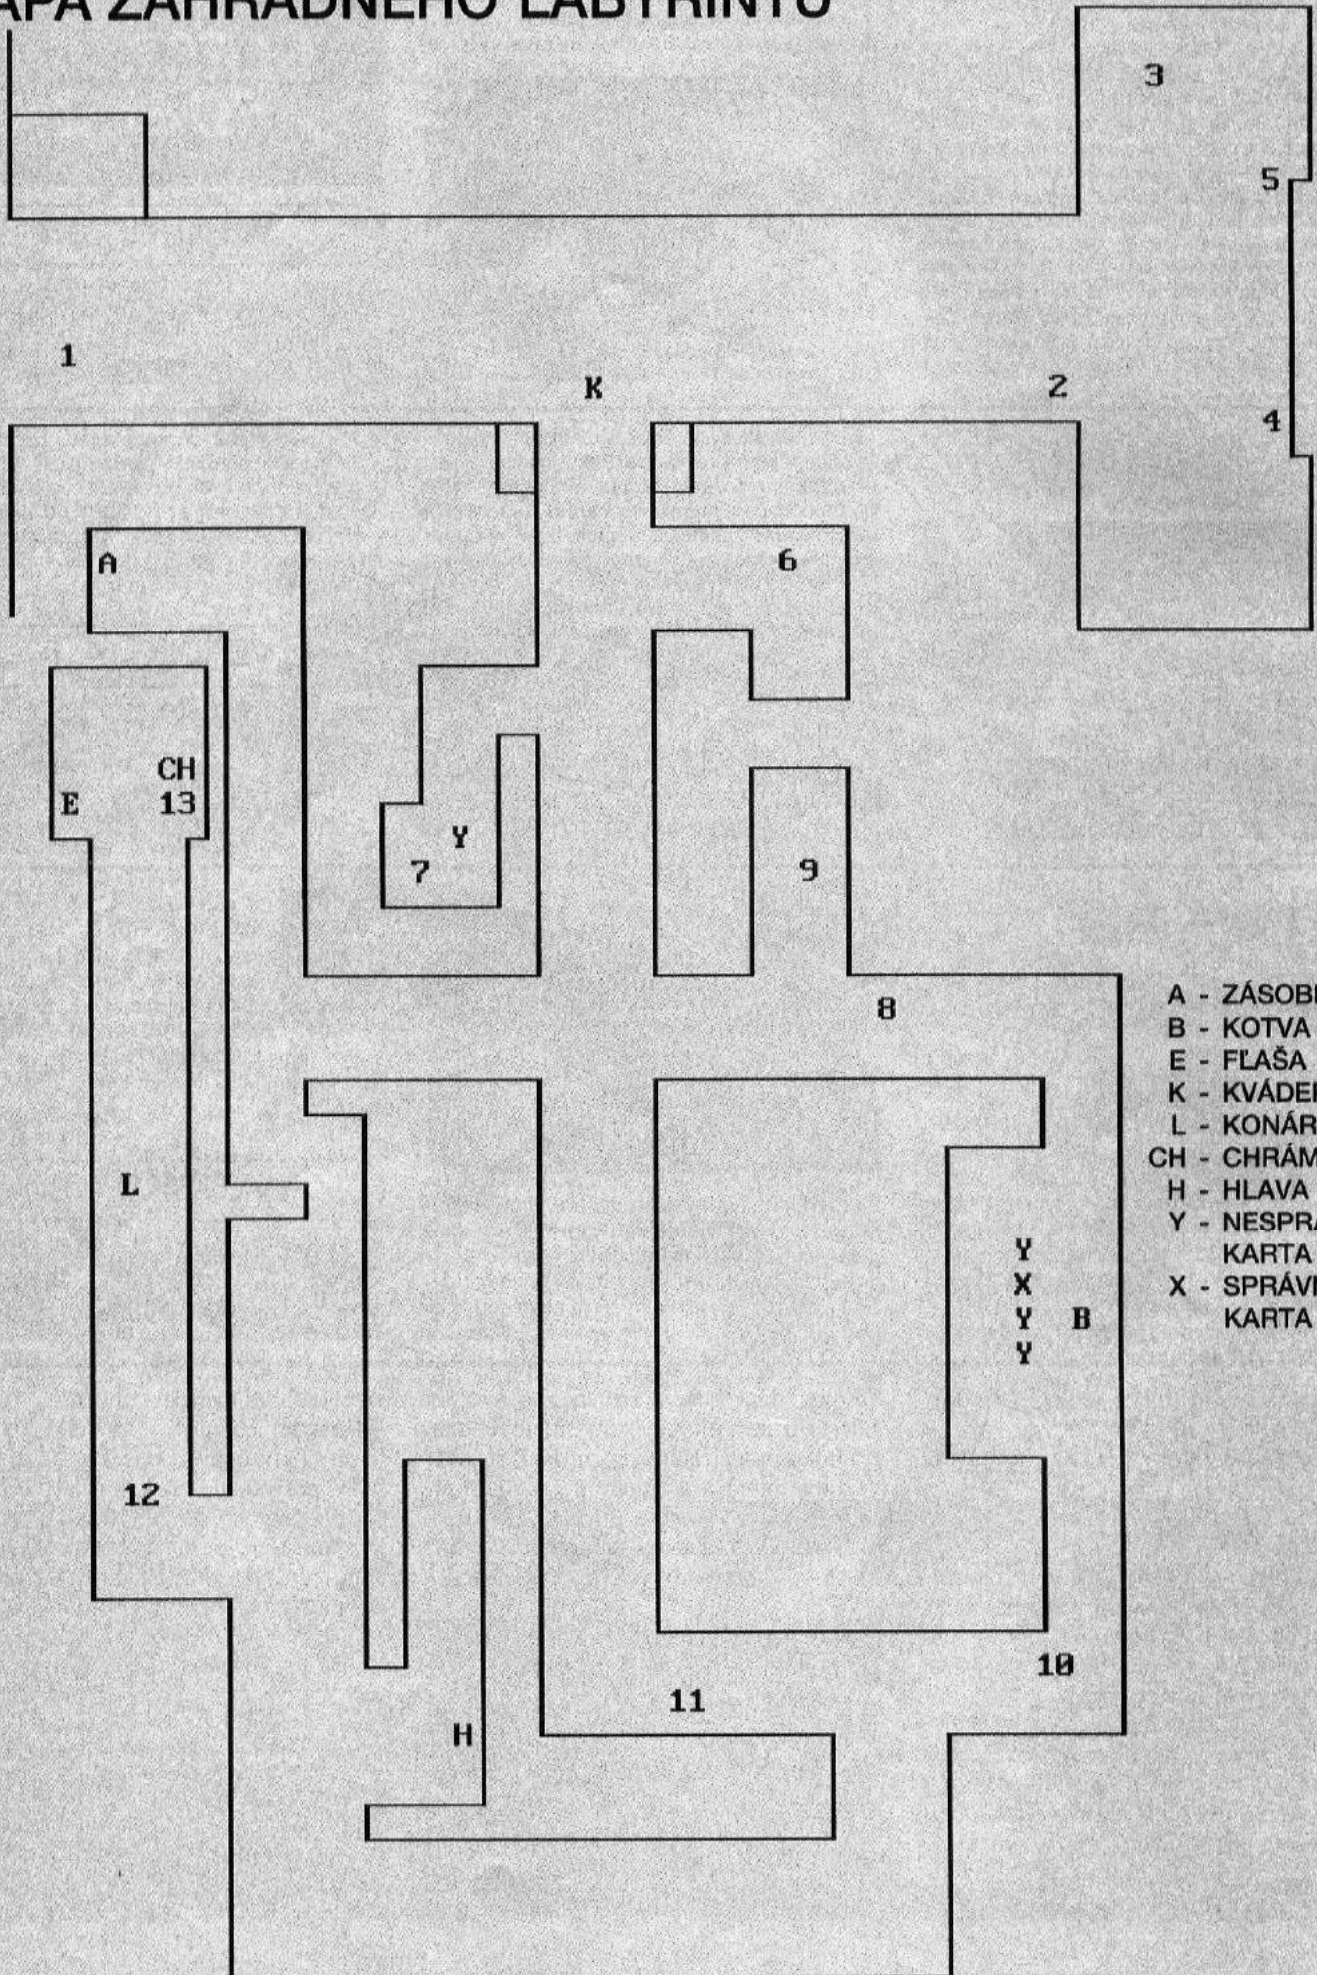 APA ZÁHRADNÉHO LABYRINTU
3
5
1
K
2
4
A
6
CH
E 13
Y
7
9
8
A - ZÁSOB
B - KOTVA
E - FĽAŠA
K - KVÁDE
L - KONÁR
CH - CHRÁM
H - HLAVA
Y - NESPRA
KARTA
X - SPRÁV
KARTA
L
Y
X
Y B
Y
12
10
11
H